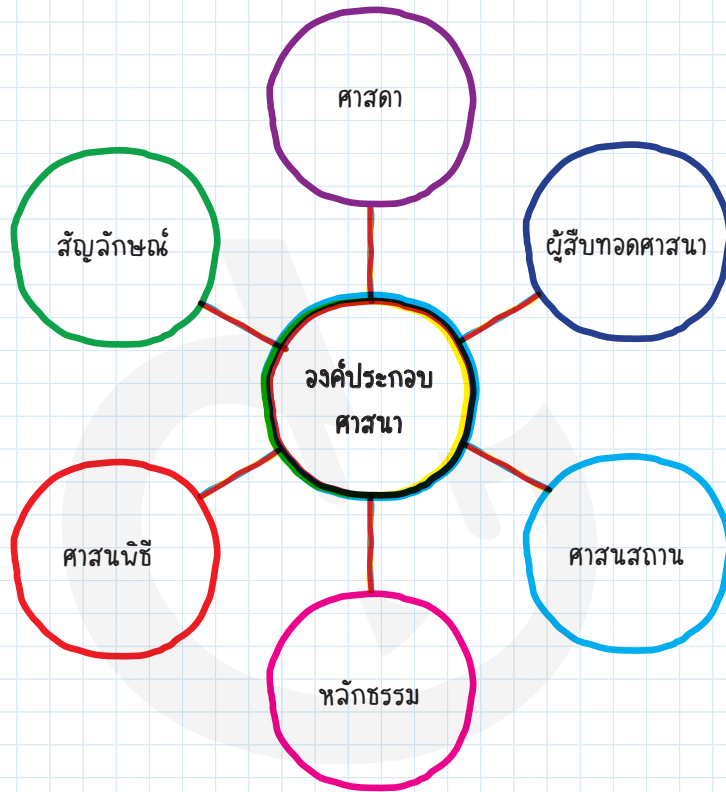 ศาสดา
สัญลักษณ์
ผู้สืบทอดศาสนา
องค์ประกอบ
ศาสนา
ศาสนพิธี
ศาสนสถาน
หลักธรรม